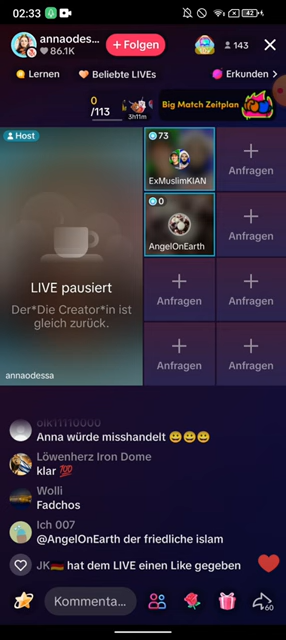 02:33
42
annaodes...
86.1K
+ Folgen
143
Lernen
Beliebte LIVEs
Erkunden >
0
/113
3h11m
Big Match Zeitplan
Host
73
ExMuslimKIAN
Anfragen
0
AngelOnEarth
Anfragen
LIVE pausiert
Der*Die Creator*in ist
gleich zurück.
Anfragen
Anfragen
Anfragen
Anfragen
annaodessa
Anna würde misshandelt 😀😀😀
Löwenherz Iron Dome
klar 💯
Wolli
Fadchos
Ich 007
@AngelOnEarth der friedliche islam
JK🇩🇪 hat dem LIVE einen Like gegeben
Kommenta...
60